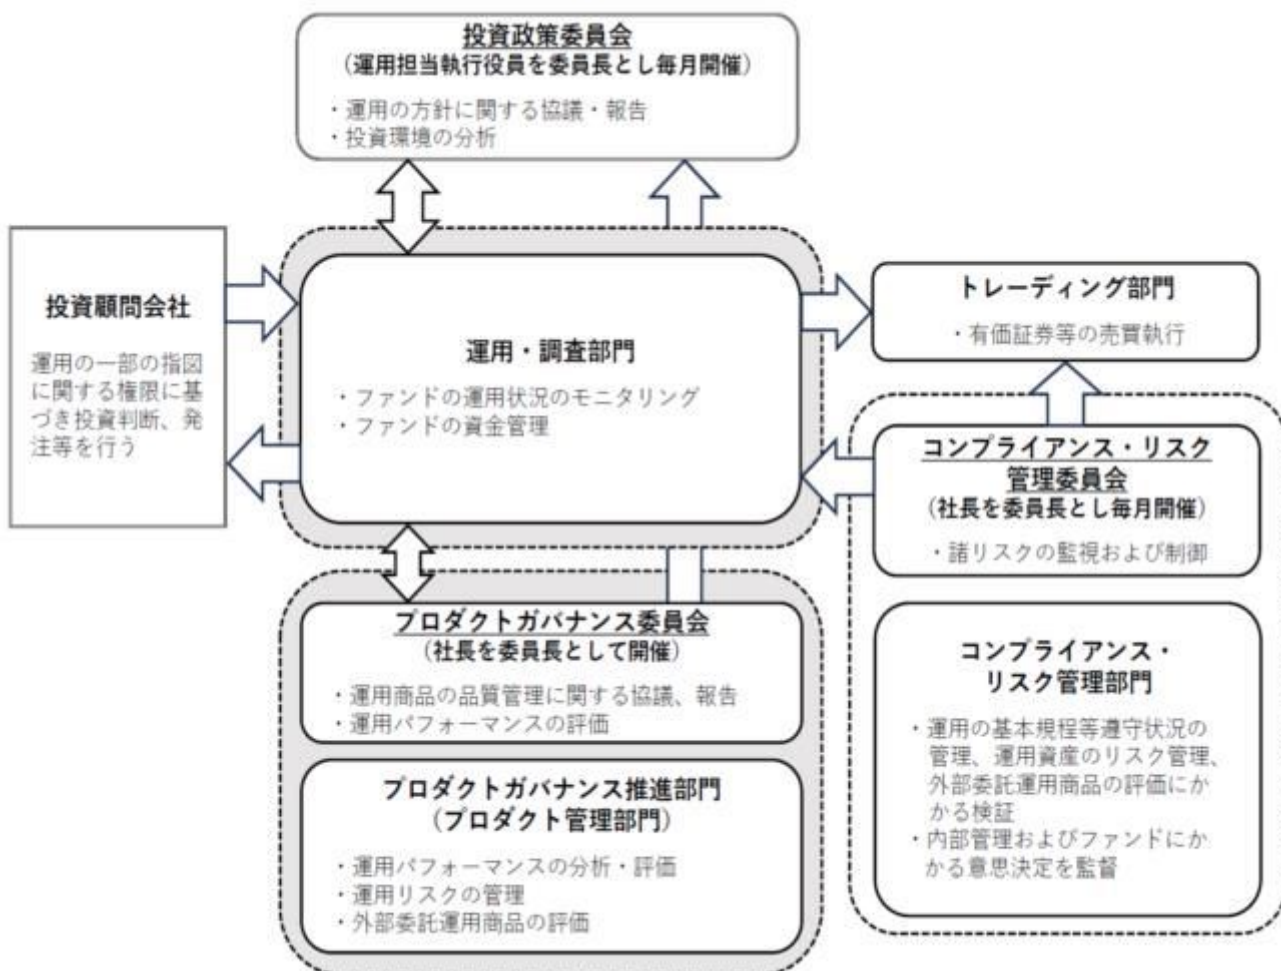 投資政策委員会
（運用担当執行役員を委員長とし毎月開催）
・運用の方針に関する協議・報告
・投資環境の分析
投資顧問会社
運用の一部の指図
に関する権限に基
づき投資判断、発
注等を行う
運用・調査部門
・ファンドの運用状況のモニタリング
・ファンドの資金管理
トレーディング部門
・有価証券等の売買執行
コンプライアンス・リスク
管理委員会
（社長を委員長とし毎月開催）
・諸リスクの監視および制御
プロダクトガバナンス委員会
（社長を委員長として開催）
・運用商品の品質管理に関する協議、報告
・運用パフォーマンスの評価
プロダクトガバナンス推進部門
（プロダクト管理部門）
・運用パフォーマンスの分析・評価
・運用リスクの管理
・外部委託運用商品の評価
コンプライアンス・
リスク管理部門
・運用の基本規程等遵守状況の
管理、運用資産のリスク管理、
外部委託運用商品の評価にか
かる検証
・内部管理およびファンドにか
かる意思決定を監督